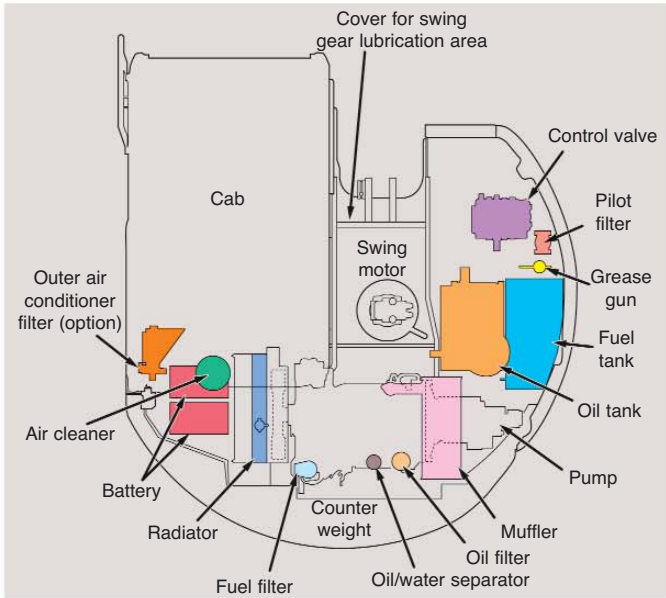 Cover for swing
gear lubrication area
Control valve
Cab
Pilot
filter
Swing
motor
Outer air
conditioner
filter (option)
Grease
gun
Fuel
tank
Oil tank
Air cleaner
Pump
Battery
Radiator
Counter
weight
Muffler
Oil filter
Fuel filter
Oil/water separator